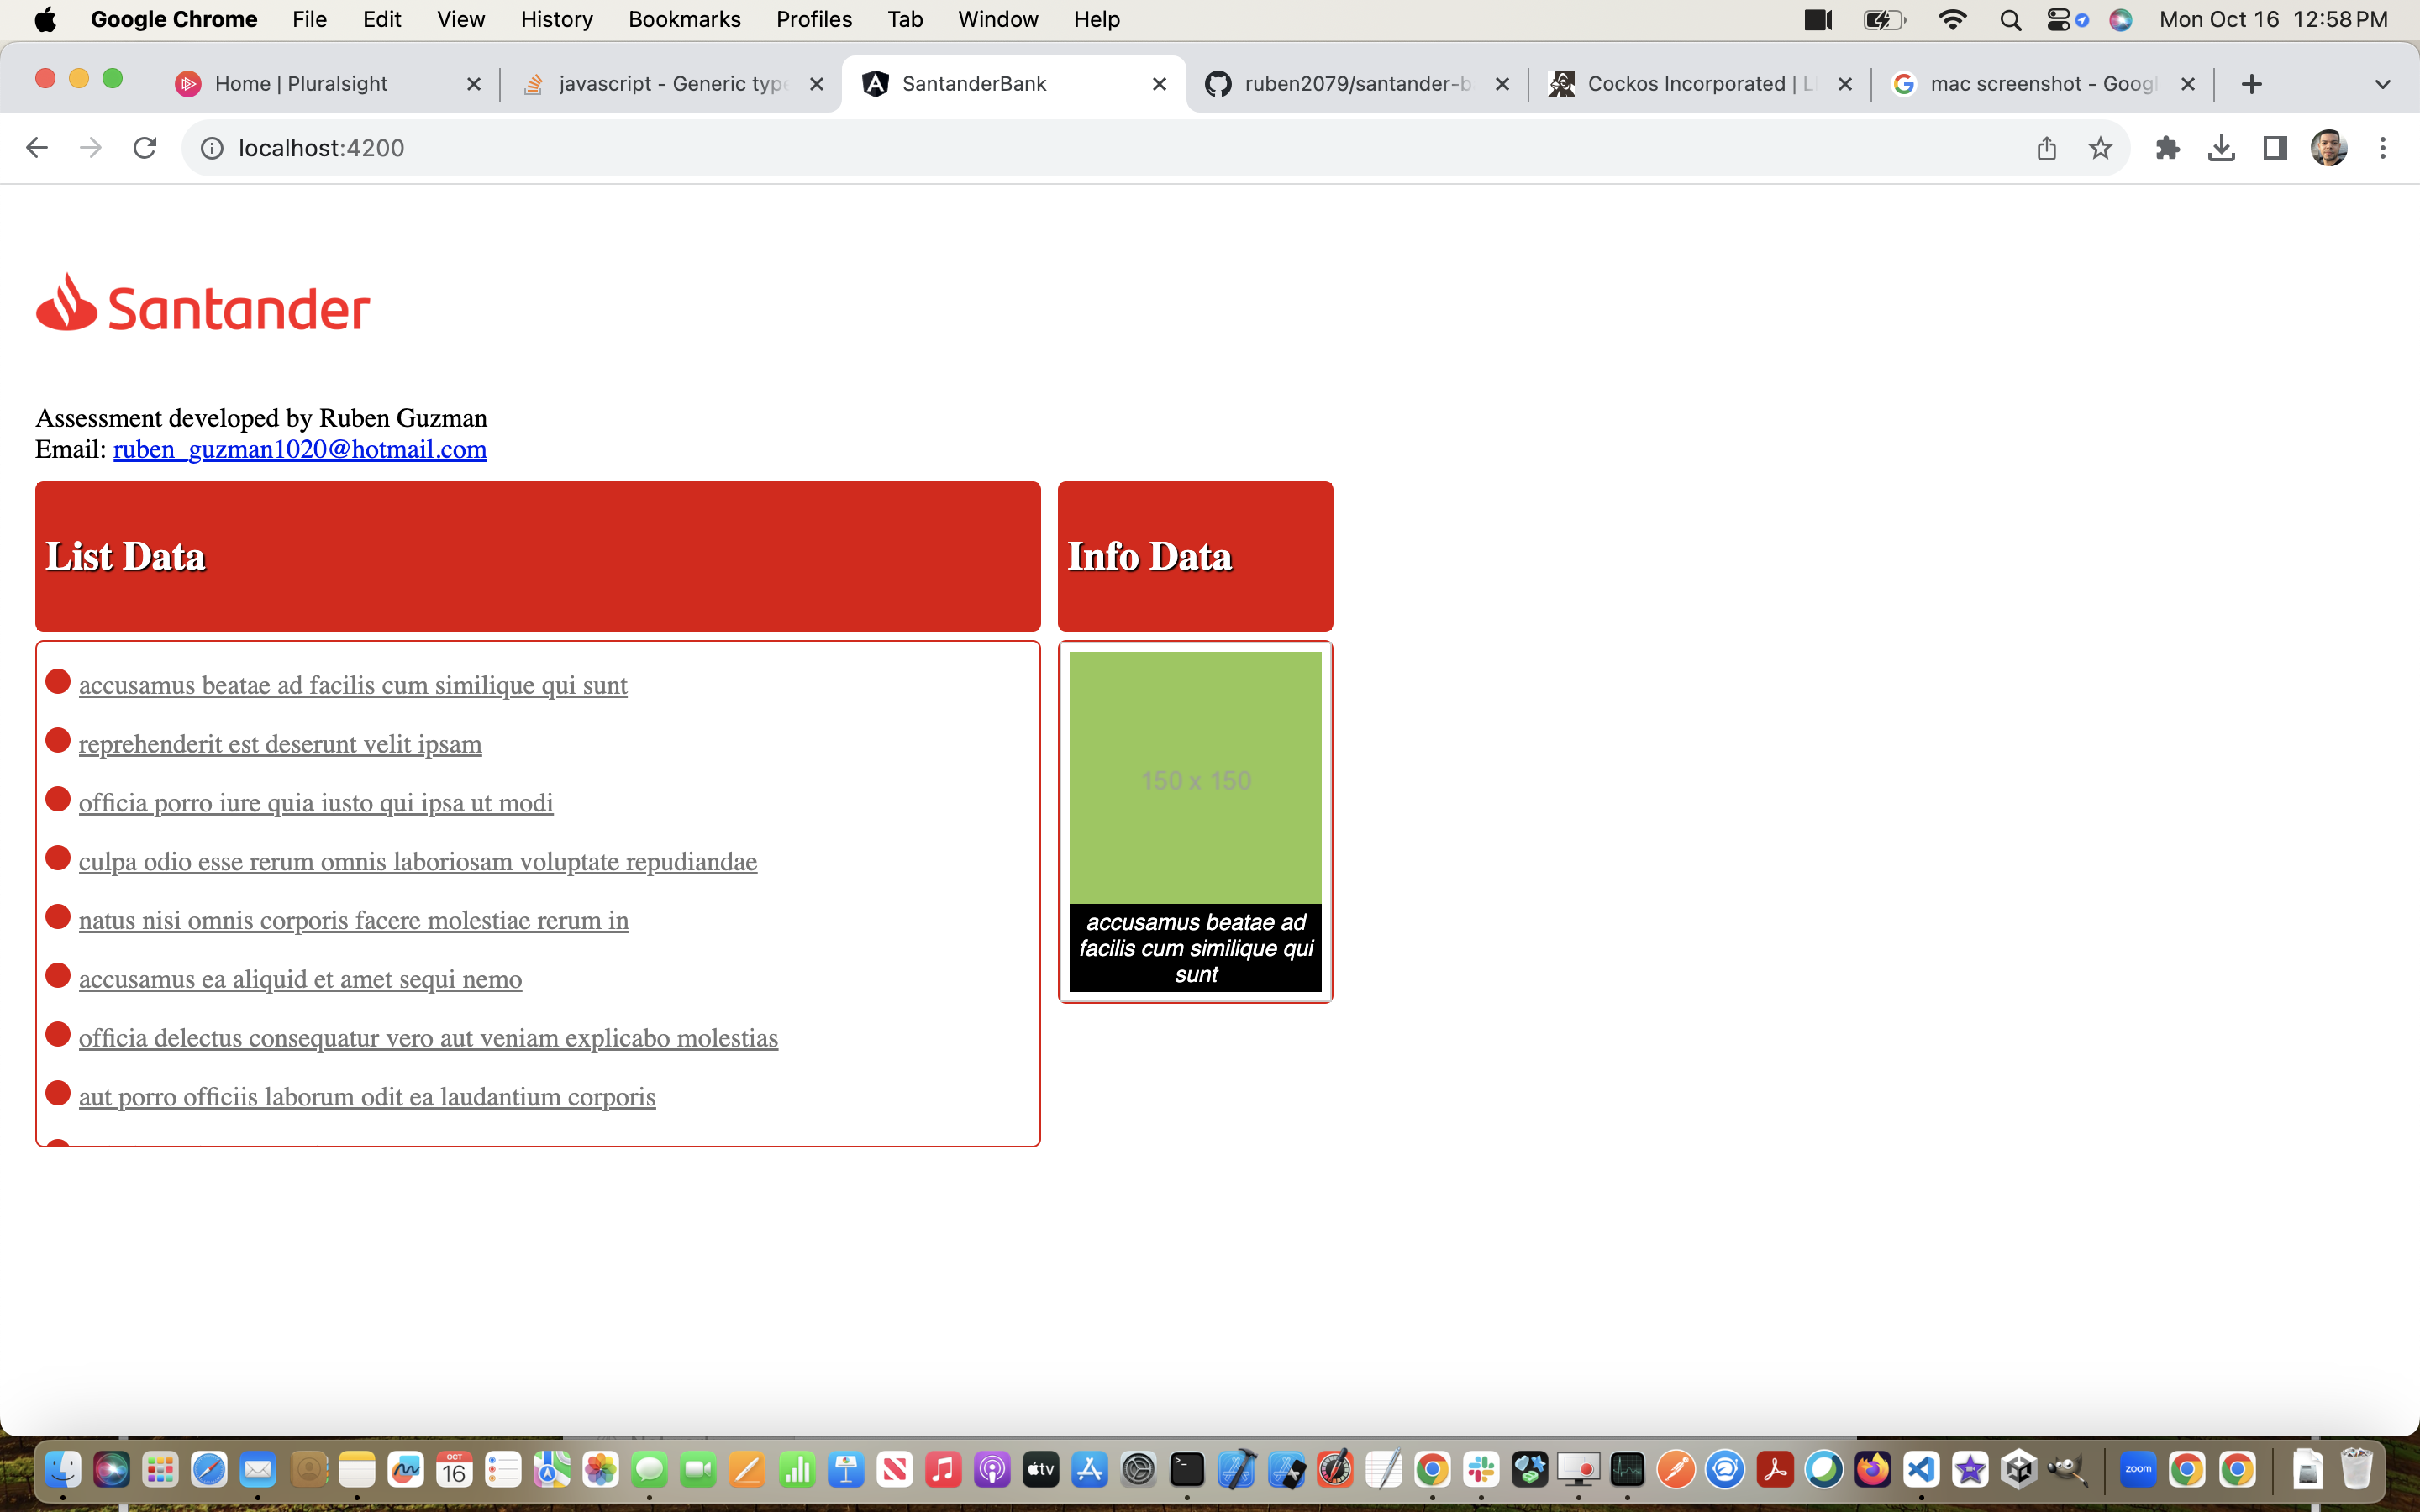 Google Chrome File Edit View History Bookmarks Profiles Tab Window Help Mon Oct 16 12:58 PM
Home | Pluralsight javascript - Generic type SantanderBank ruben2079/santander-b Cockos Incorporated | mac screenshot - Googl
localhost:4200
Santander
Assessment developed by Ruben Guzman
Email: ruben_guzman1020@hotmail.com
List Data
Info Data
accusamus beatae ad facilis cum similique qui sunt
reprehenderit est deserunt velit ipsam
officia porro iure quia iusto qui ipsa ut modi
culpa odio esse rerum omnis laboriosam voluptate repudiandae
natus nisi omnis corporis facere molestiae rerum in
accusamus ea aliquid et amet sequi nemo
officia delectus consequatur vero aut veniam explicabo molestias
aut porro officiis laborum odit ea laudantium corporis
150 x 150
accusamus beatae ad
facilis cum similique qui
sunt
OCT
16
tv
zoom